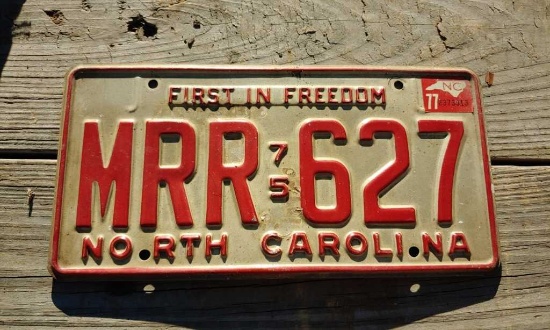 FIRST IN FREEDOM
NC
77
MRR 75 627
NORTH CAROLINA